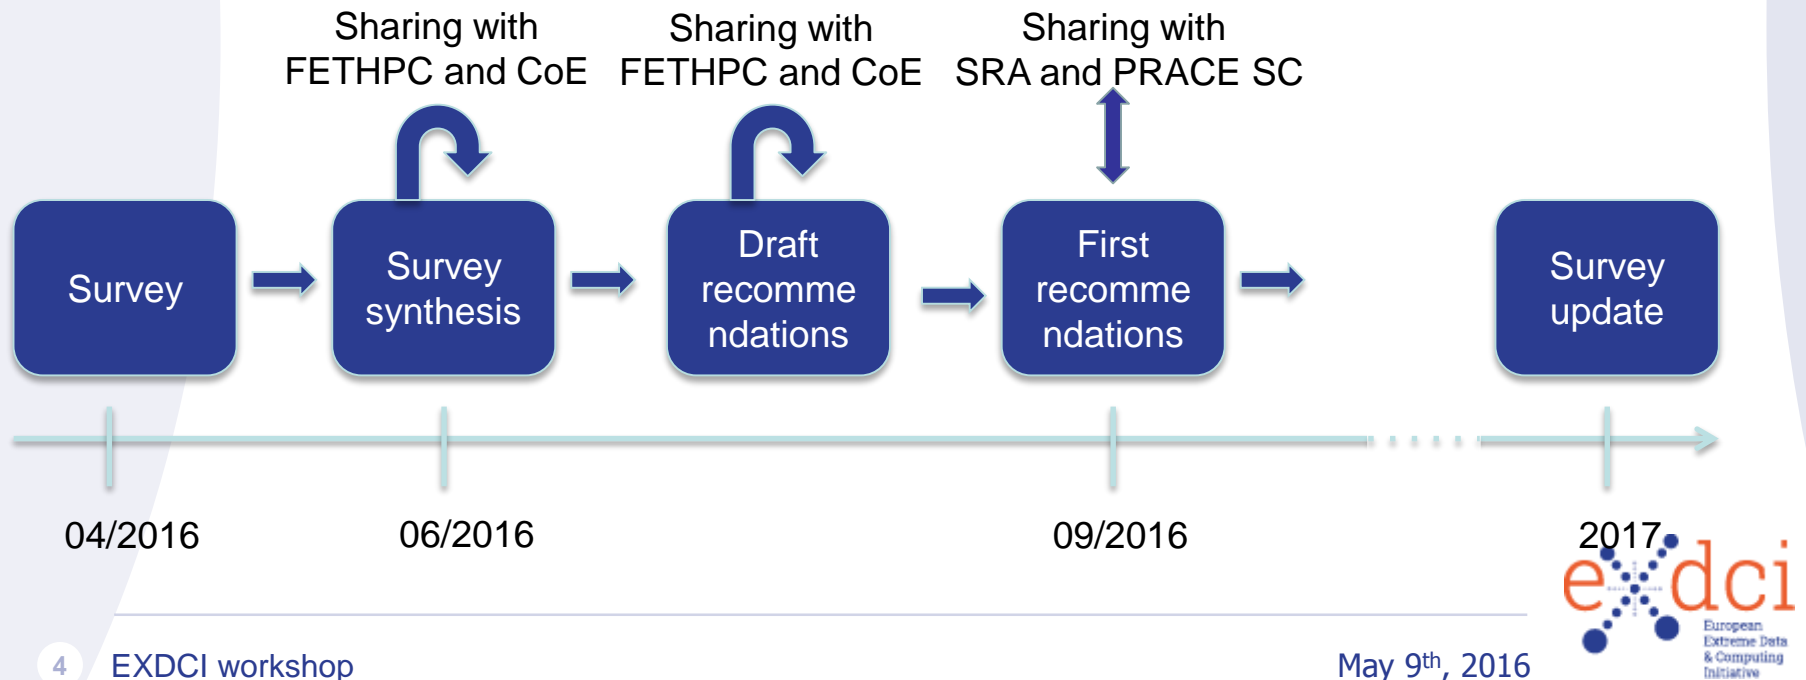 Sharing with
FETHPC and CoE
Sharing with
FETHPC and CoE
Sharing with
SRA and PRACE SC
Survey
Survey
synthesis
Draft
recomme
ndations
First
recomme
ndations
Survey
update
04/2016
06/2016
09/2016
2017
exdci
European
Extreme Data
& Computing
Initiative
4
EXDCI workshop
May 9th, 2016